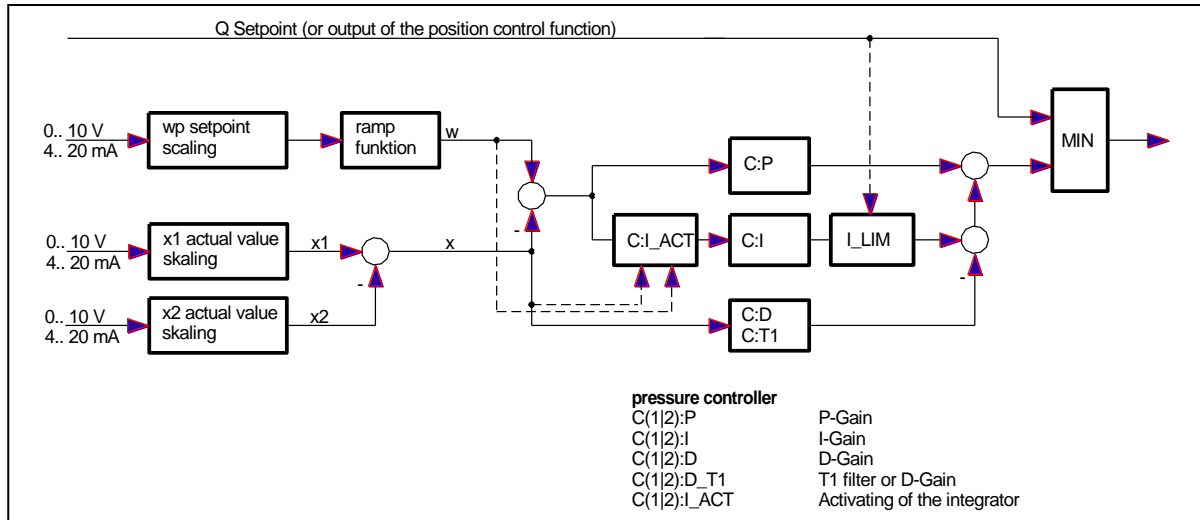 Q Setpoint (or output of the position control function)
0.. 10 V
4.. 20 mA
wp setpoint
scaling
ramp
funktion
w
MIN
C:P
0.. 10 V
4.. 20 mA
x1 actual value
skaling
x1
-
x
-
C:I_ACT
C:I
I_LIM
-
0.. 10 V
4.. 20 mA
x2 actual value
skaling
x2
-
C:D
C:T1
pressure controller
C(1|2):P P-Gain
C(1|2):I I-Gain
C(1|2):D D-Gain
C(1|2):D_T1 T1 filter or D-Gain
C(1|2):I_ACT Activating of the integrator